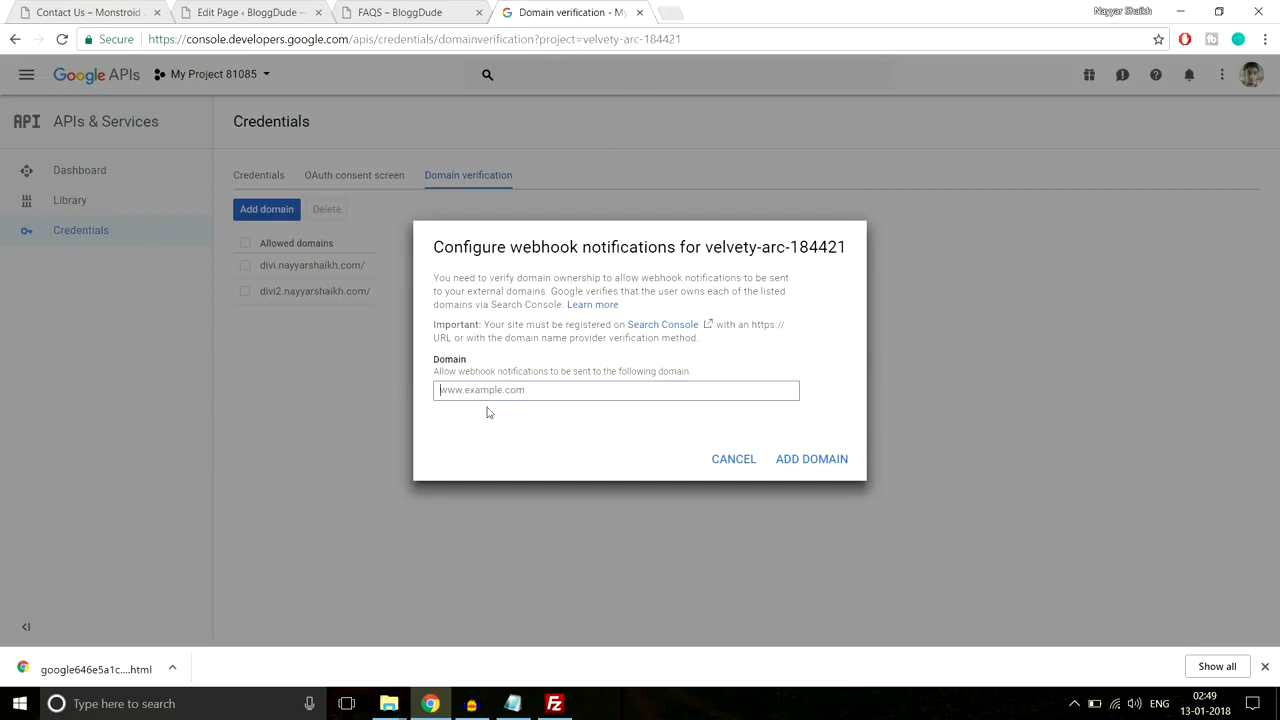 Contact Us – Monstroid
Edit Page ‹ BloggDude —
FAQS – BloggDude
Domain verification - My
Nayyar Shaikh
Secure
https://console.developers.google.com/apis/credentials/domainverification?project=velvety-arc-184421
Google APIs
My Project 81085
API APIs & Services
Dashboard
Library
Credentials
Credentials
Credentials
OAuth consent screen
Domain verification
Add domain
Delete
Allowed domains
divi.nayyarshaikh.com/
divi2.nayyarshaikh.com/
Configure webhook notifications for velvety-arc-184421
You need to verify domain ownership to allow webhook notifications to be sent
to your external domains. Google verifies that the user owns each of the listed
domains via Search Console. Learn more
Important: Your site must be registered on Search Console with an https://
URL or with the domain name provider verification method.
Domain
Allow webhook notifications to be sent to the following domain.
www.example.com
CANCEL
ADD DOMAIN
google646e5a1c....html
Show all
Type here to search
ENG
02:49
13-01-2018